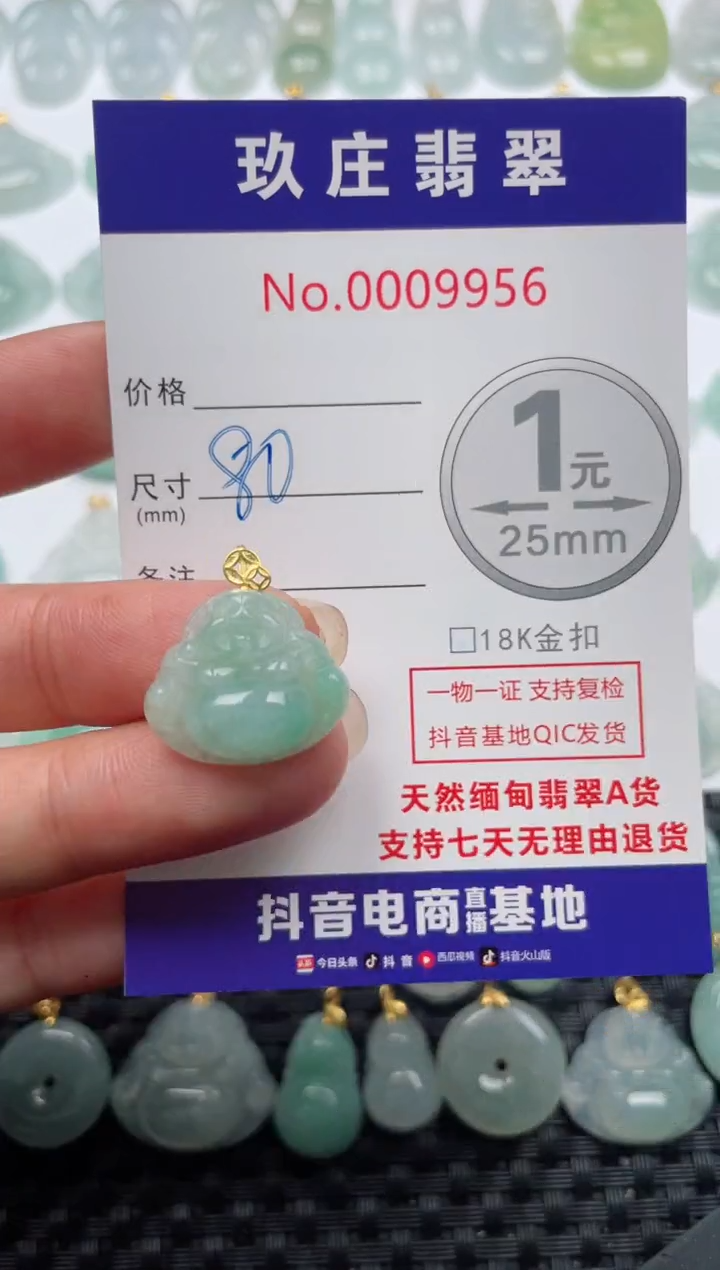 玖庄翡翠
No.0009956
价格
尺寸 80
(mm)
备注
1元
25mm
□18K金扣
一物一证 支持复检
抖音基地QIC发货
天然缅甸翡翠A货
支持七天无理由退货
抖音电商直播基地
头条 今日头条 抖音 西瓜视频 抖音火山版